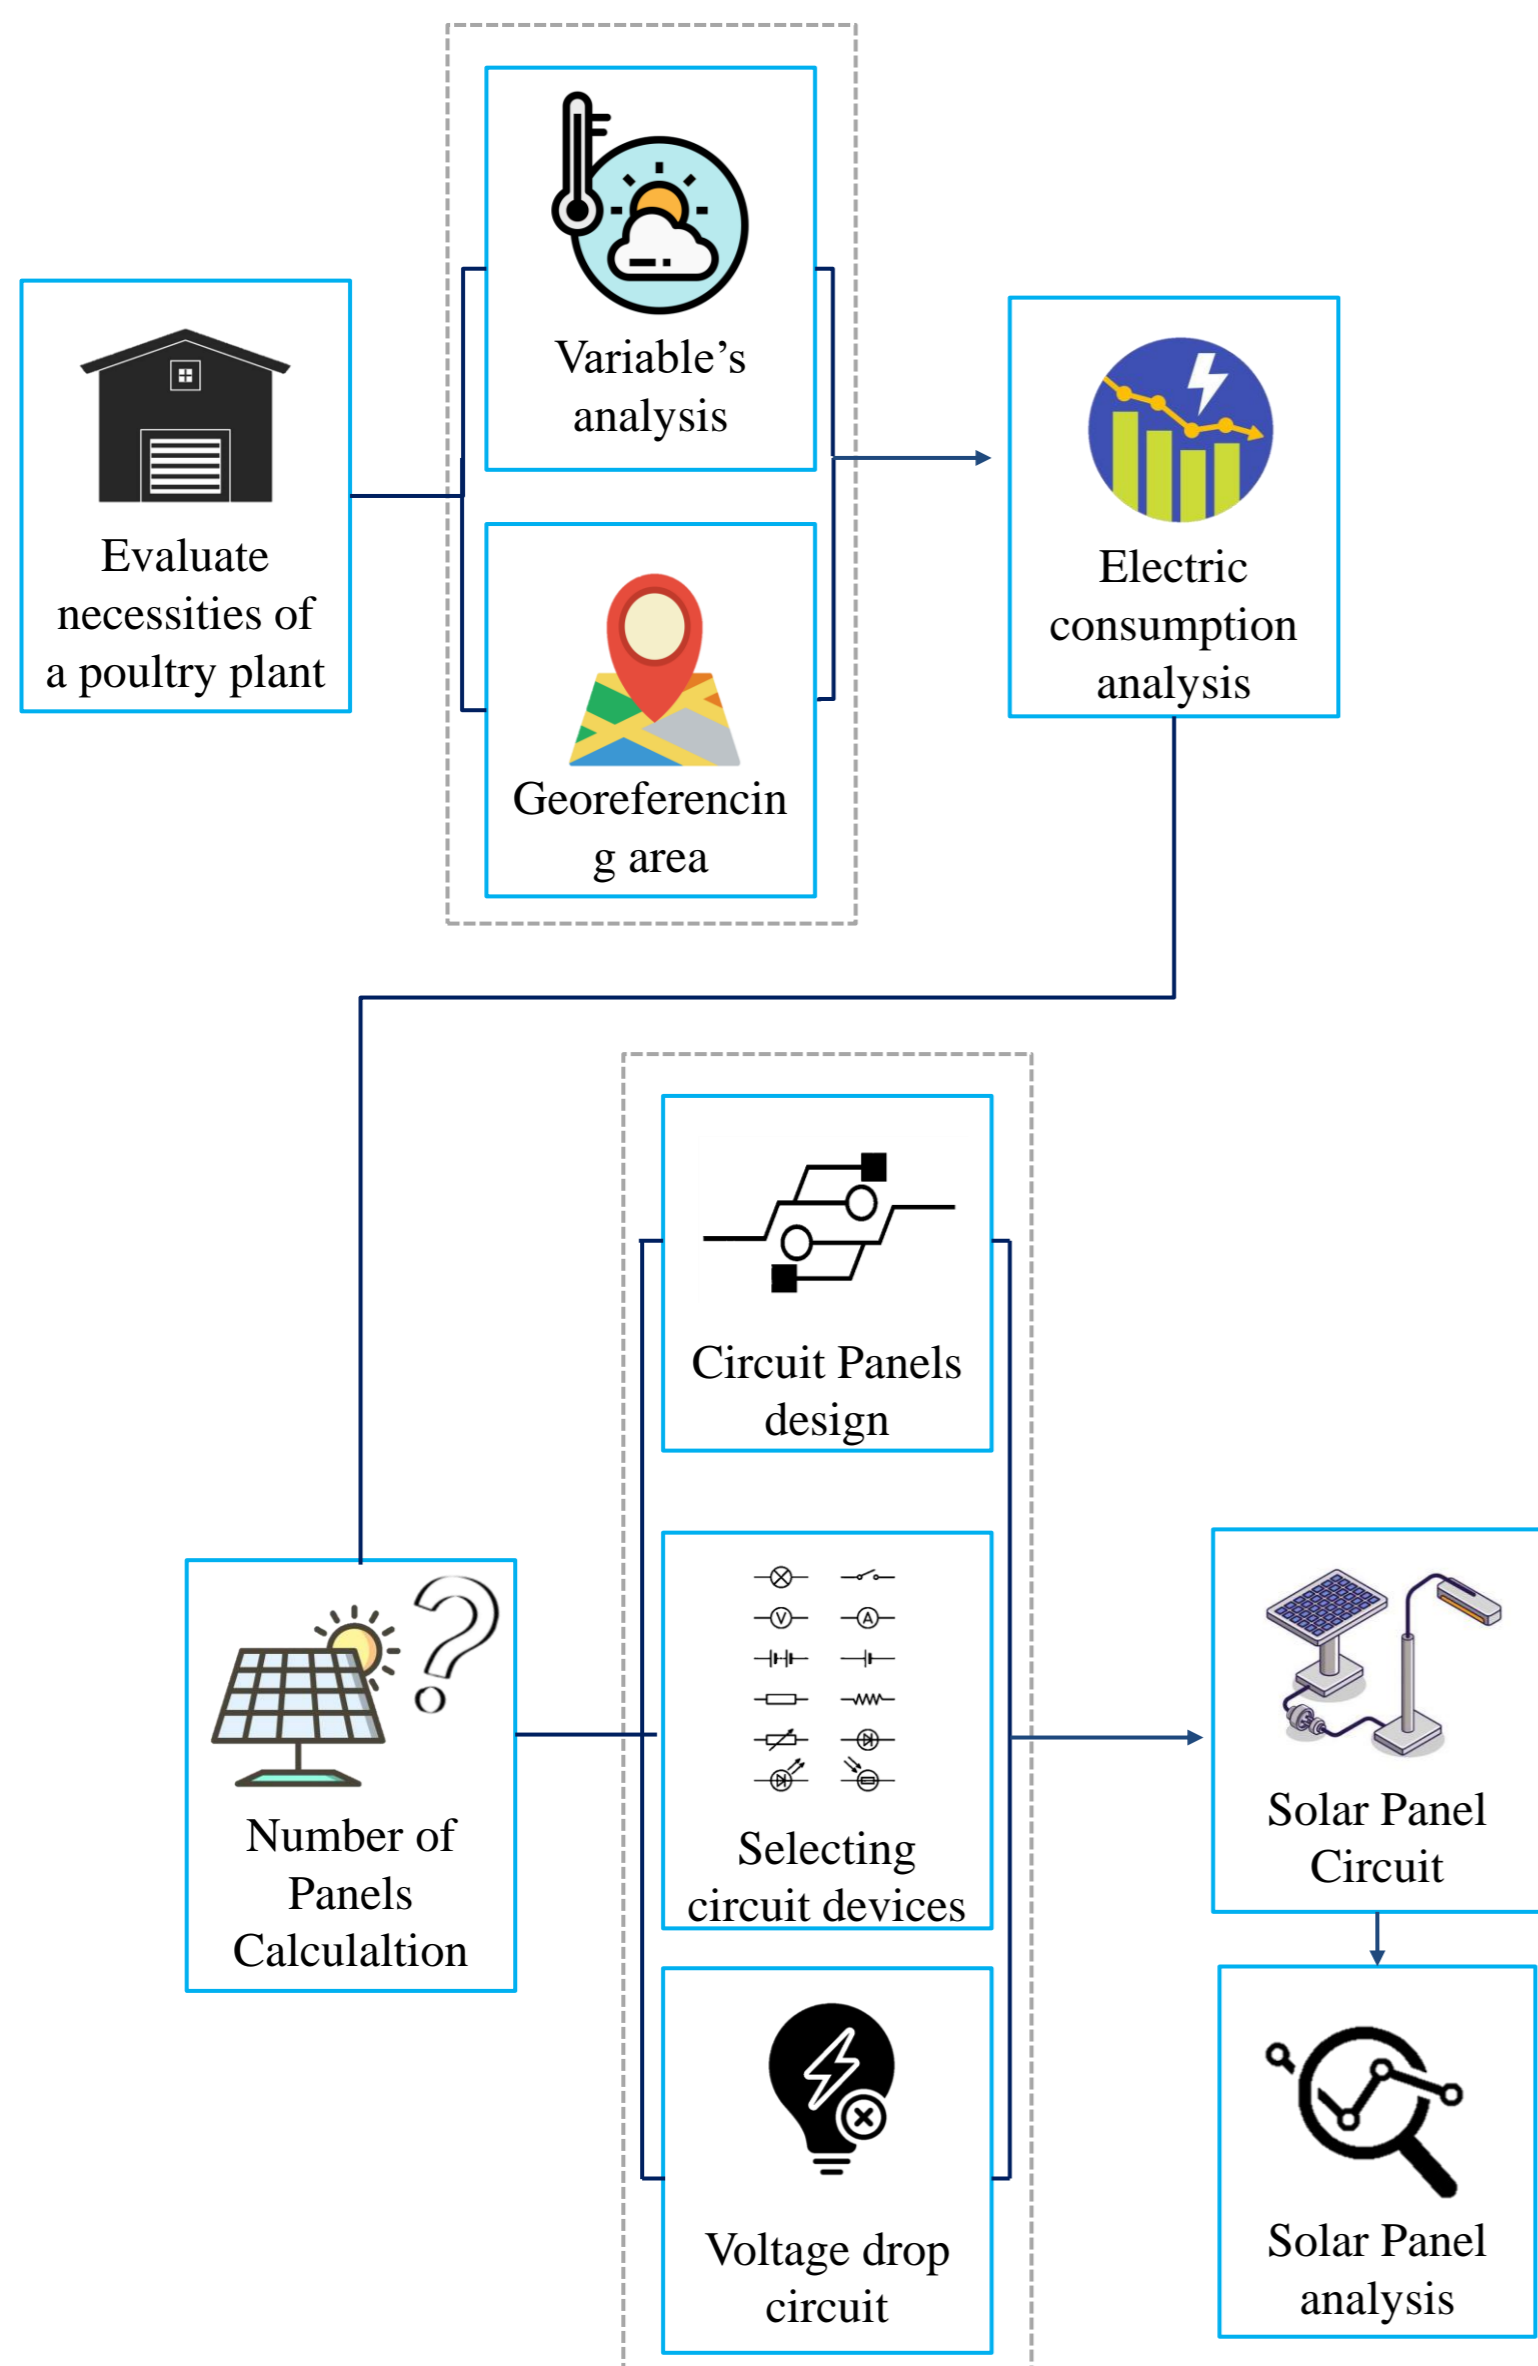 Variable’s
analysis
Evaluate
necessities of
a poultry plant
Georeferencin
g area
Electric
consumption
analysis
Circuit Panels
design
Number of
Panels
Calculaltion
V
A
Selecting
circuit devices
Solar Panel
Circuit
Voltage drop
circuit
Solar Panel
analysis